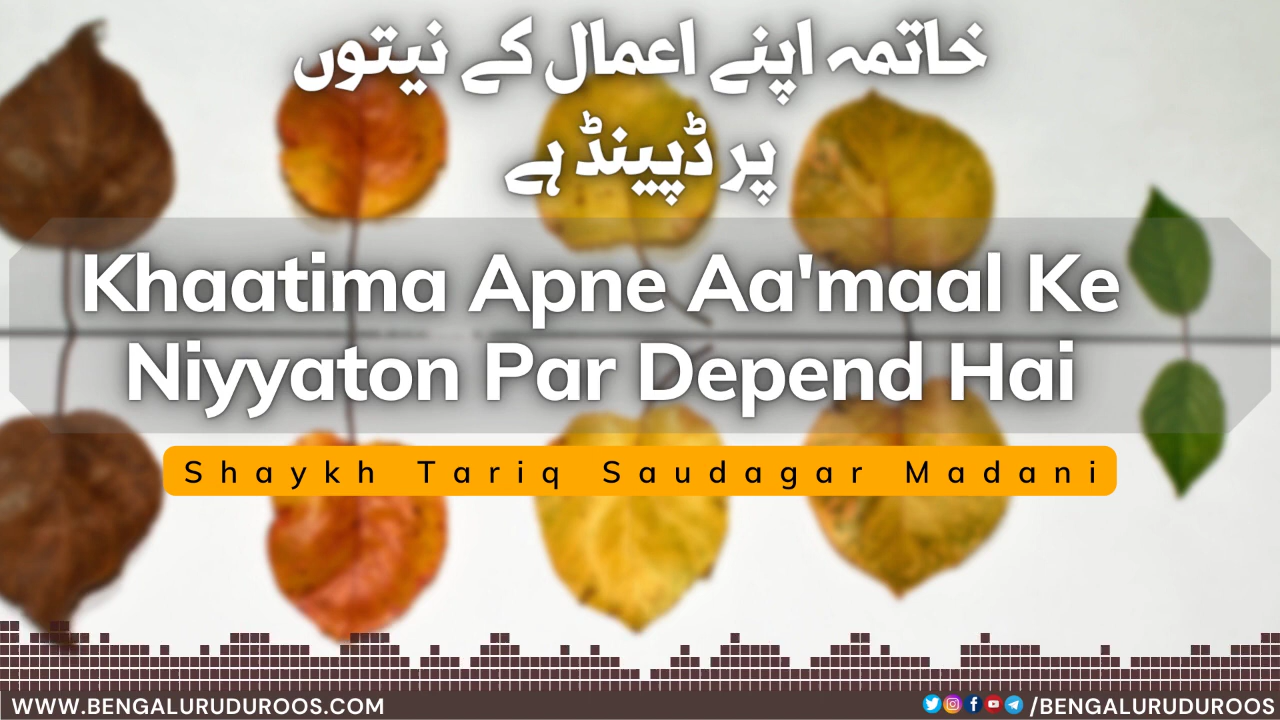 خاتمہ اپنے اعمال کے نیتوں
پر ڈپینڈ ہے
Khaatima Apne Aa'maal Ke
Niyyaton Par Depend Hai
Shaykh Tariq Saudagar Madani
WWW.BENGALURUDUROOS.COM
/BENGALURUDUROOS